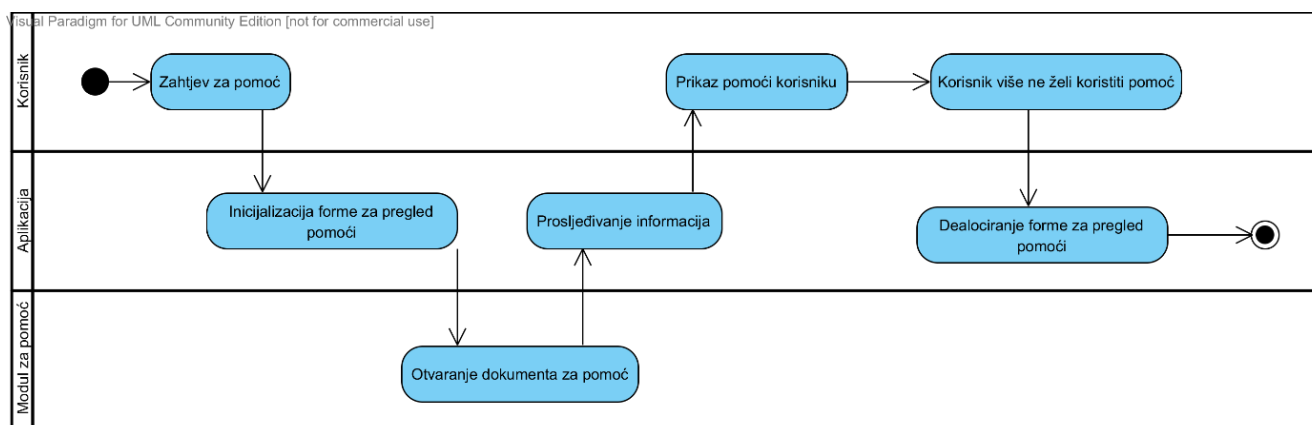 Visual Paradigm for UML Community Edition [not for commercial use]
Korisnik
Zahtjev za pomoć
Prikaz pomoći korisniku
Korisnik više ne želi koristiti pomoć
Aplikacija
Inicijalizacija forme za pregled
pomoći
Prosljeđivanje informacija
Dealociranje forme za pregled
pomoći
Modul za pomoć
Otvaranje dokumenta za pomoć